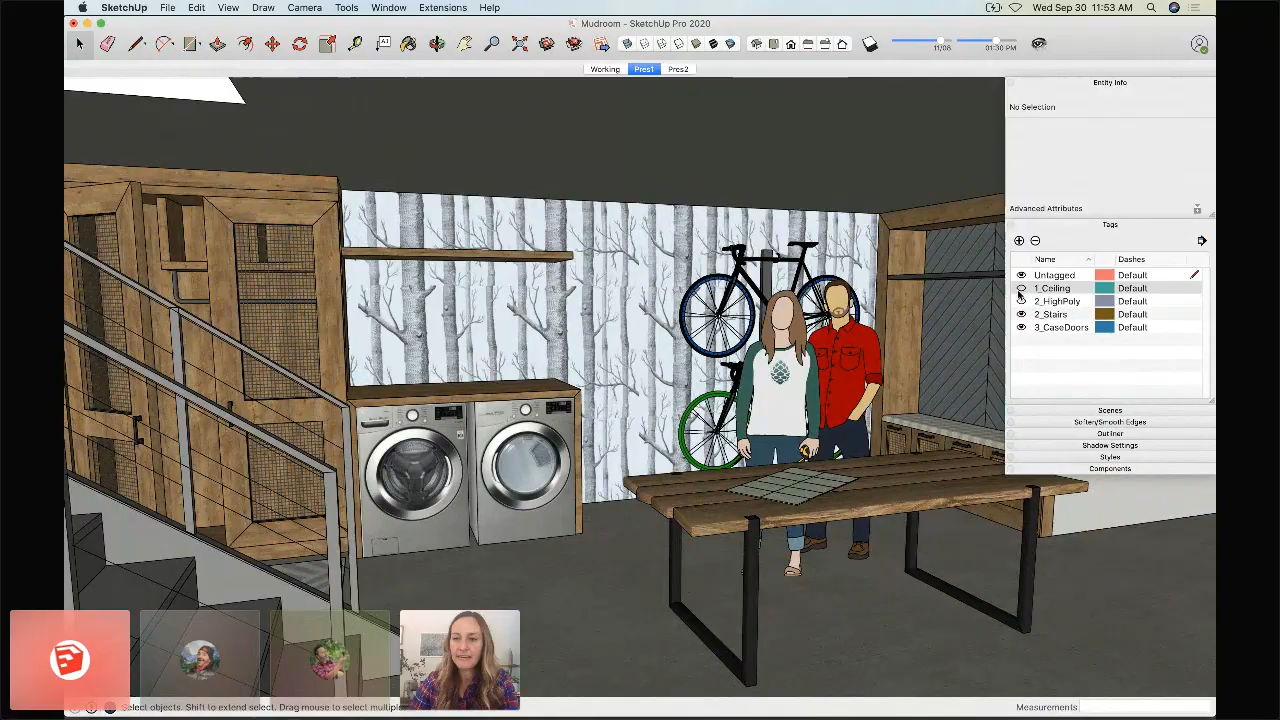 SketchUp File Edit View Draw Camera Tools Window Extensions Help Wed Sep 30 11:53 AM
Mudroom - SketchUp Pro 2020
11/08 01:30 PM
Working Pres1 Pres2
Entity Info
No Selection
Advanced Attributes
Tags
Name Dashes
Untagged Default
1_Ceiling Default
2_HighPoly Default
2_Stairs Default
3_CaseDoors Default
Scenes
Soften/Smooth Edges
Outliner
Shadow Settings
Styles
Components
Select objects. Shift to extend select. Drag mouse to select multiple
Measurements